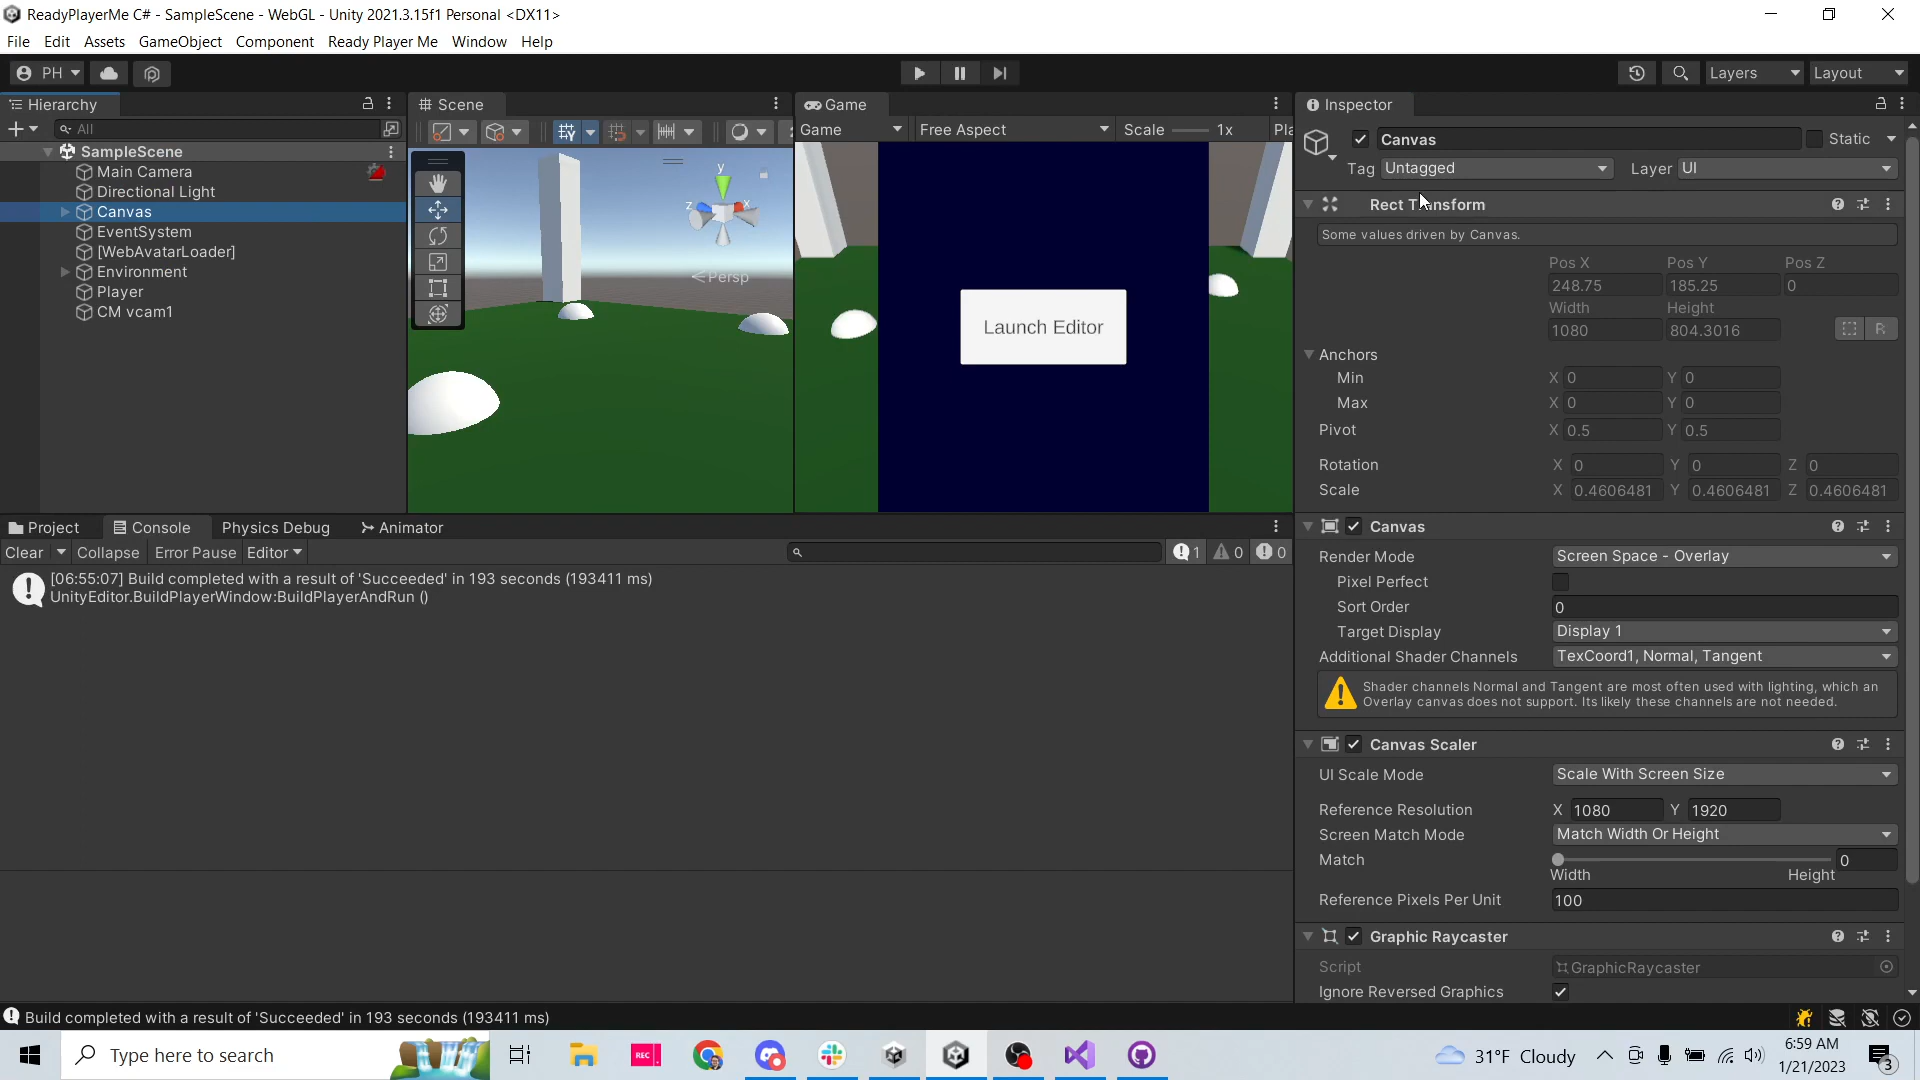 ReadyPlayerMe C# - SampleScene - WebGL - Unity 2021.3.15f1 Personal <DX11>
File Edit Assets GameObject Component Ready Player Me Window Help
PH Layers Layout
Hierarchy
All
SampleScene
Main Camera
Directional Light
Canvas
EventSystem
[WebAvatarLoader]
Environment
Player
CM vcam1
Scene
y
z x
Persp
Game
Game Free Aspect Scale 1x Pla
Launch Editor
Inspector
Canvas Static
Tag Untagged Layer UI
Rect Transform
Some values driven by Canvas.
Pos X Pos Y Pos Z
248.75 185.25 0
Width Height
1080 804.3016 R
Anchors
Min X 0 Y 0
Max X 0 Y 0
Pivot X 0.5 Y 0.5
Rotation X 0 Y 0 Z 0
Scale X 0.4606481 Y 0.4606481 Z 0.4606481
Canvas
Render Mode Screen Space - Overlay
Pixel Perfect
Sort Order 0
Target Display Display 1
Additional Shader Channels TexCoord1, Normal, Tangent
Shader channels Normal and Tangent are most often used with lighting, which an
Overlay canvas does not support. Its likely these channels are not needed.
Canvas Scaler
UI Scale Mode Scale With Screen Size
Reference Resolution X 1080 Y 1920
Screen Match Mode Match Width Or Height
Match 0
Width Height
Reference Pixels Per Unit 100
Graphic Raycaster
Script GraphicRaycaster
Ignore Reversed Graphics
Project Console Physics Debug Animator
Clear Collapse Error Pause Editor 1 0 0
[06:55:07] Build completed with a result of 'Succeeded' in 193 seconds (193411 ms)
UnityEditor.BuildPlayerWindow:BuildPlayerAndRun ()
Build completed with a result of 'Succeeded' in 193 seconds (193411 ms)
Type here to search
REC
31°F Cloudy
6:59 AM
1/21/2023
3